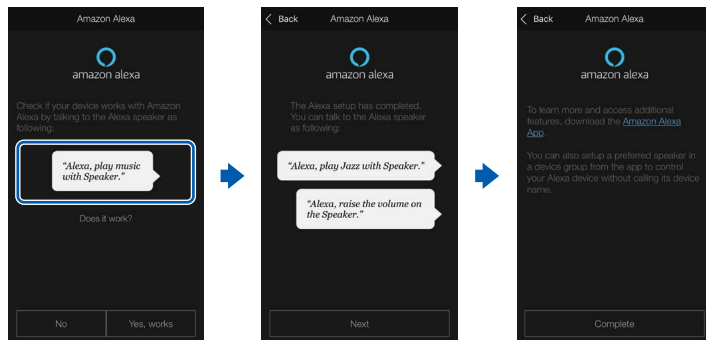 Amazon Alexa
amazon alexa
Check if your device works with Amazon
Alexa by talking to the Alexa speaker as
following:
“Alexa, play music
with Speaker.”
Does it work?
No
Yes, works
Back
Amazon Alexa
amazon alexa
The Alexa setup has completed.
You can talk to the Alexa speaker
as following:
“Alexa, play Jazz with Speaker.”
“Alexa, raise the volume on
the Speaker.”
Next
Back
Amazon Alexa
amazon alexa
To learn more and access additional
features, download the Amazon Alexa
App.
You can also setup a preferred speaker in
a device group from the app to control
your Alexa device without calling its device
name.
Complete